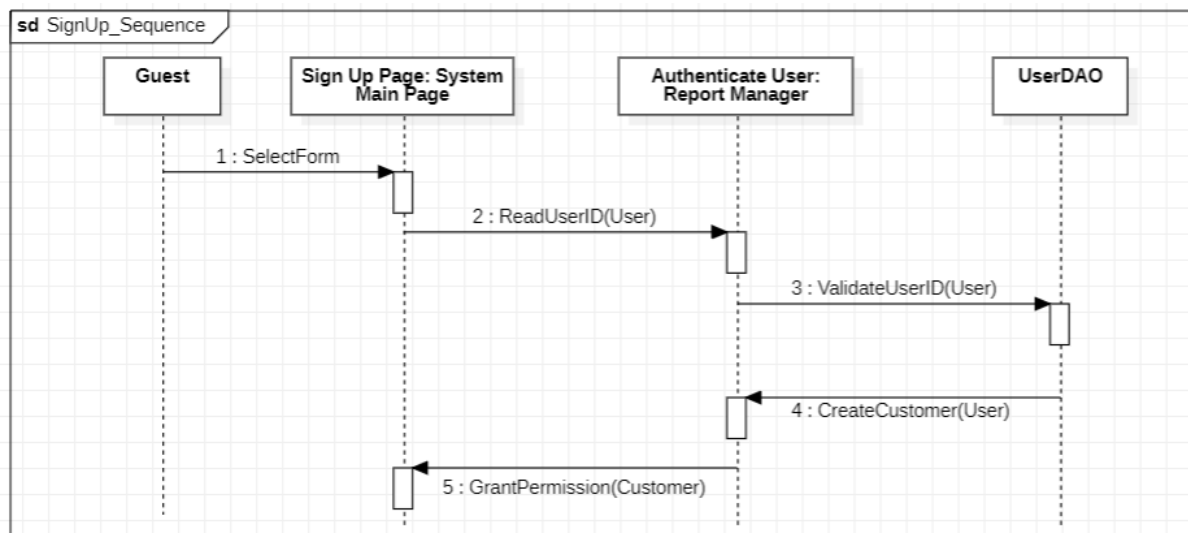 sd SignUp_Sequence
Guest
Sign Up Page: System
Main Page
Authenticate User:
Report Manager
UserDAO
1 : SelectForm
2 : ReadUserID(User)
3 : ValidateUserID(User)
4 : CreateCustomer(User)
5 : GrantPermission(Customer)